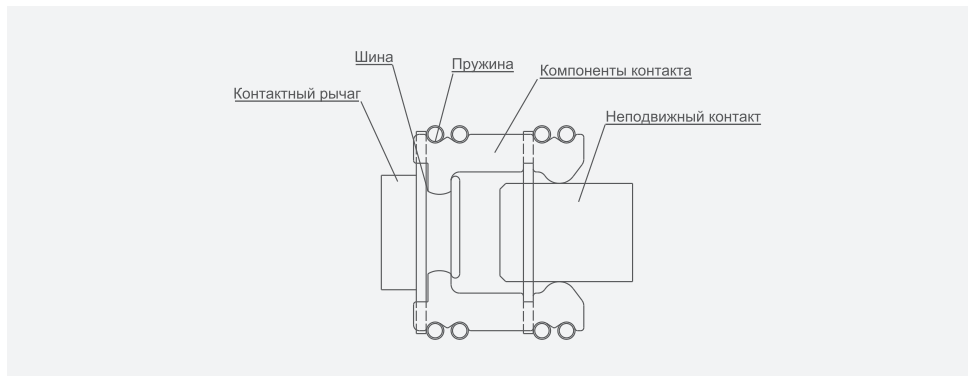 Шина
Пружина
Компоненты контакта
Контактный рычаг
Неподвижный контакт